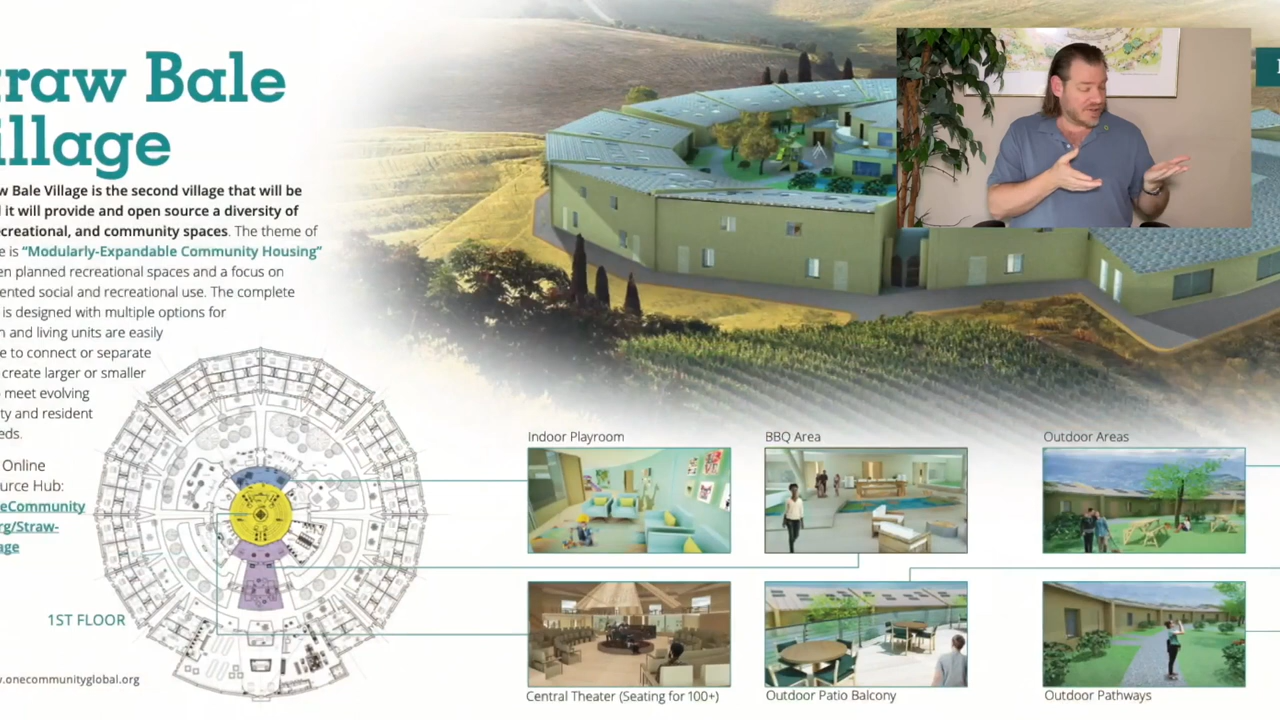 raw Bale
illage
w Bale Village is the second village that will be
it will provide and open source a diversity of
ecreational, and community spaces. The theme of
e is “Modularly-Expandable Community Housing”
en planned recreational spaces and a focus on
ented social and recreational use. The complete
is designed with multiple options for
n and living units are easily
e to connect or separate
create larger or smaller
meet evolving
ty and resident
eds.
Online
urce Hub:
eCommunity
rg/Straw-
age
1ST FLOOR
w.onecommunityglobal.org
Indoor Playroom
BBQ Area
Outdoor Areas
Central Theater (Seating for 100+)
Outdoor Patio Balcony
Outdoor Pathways